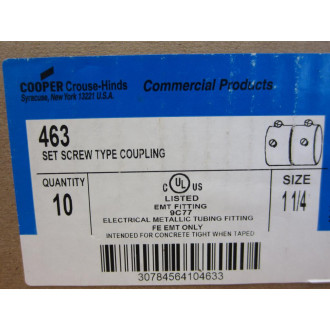 COOPER Crouse-Hinds
Syracuse, New York 13221 U.S.A.
Commercial Products
463
SET SCREW TYPE COUPLING
QUANTITY
10
C UL US
LISTED
EMT FITTING
9C77
ELECTRICAL METALLIC TUBING FITTING
FE EMT ONLY
INTENDED FOR CONCRETE TIGHT WHEN TAPED
SIZE
1 1/4
30784564104633